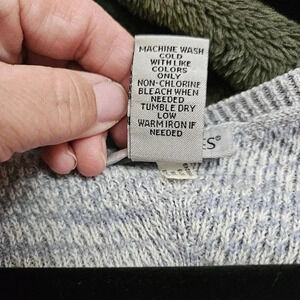 MACHINE WASH
COLD
WITH LIKE
COLORS
ONLY
NON-CHLORINE
BLEACH WHEN
NEEDED
TUMBLE DRY
LOW
WARM IRON IF
NEEDED
ES®